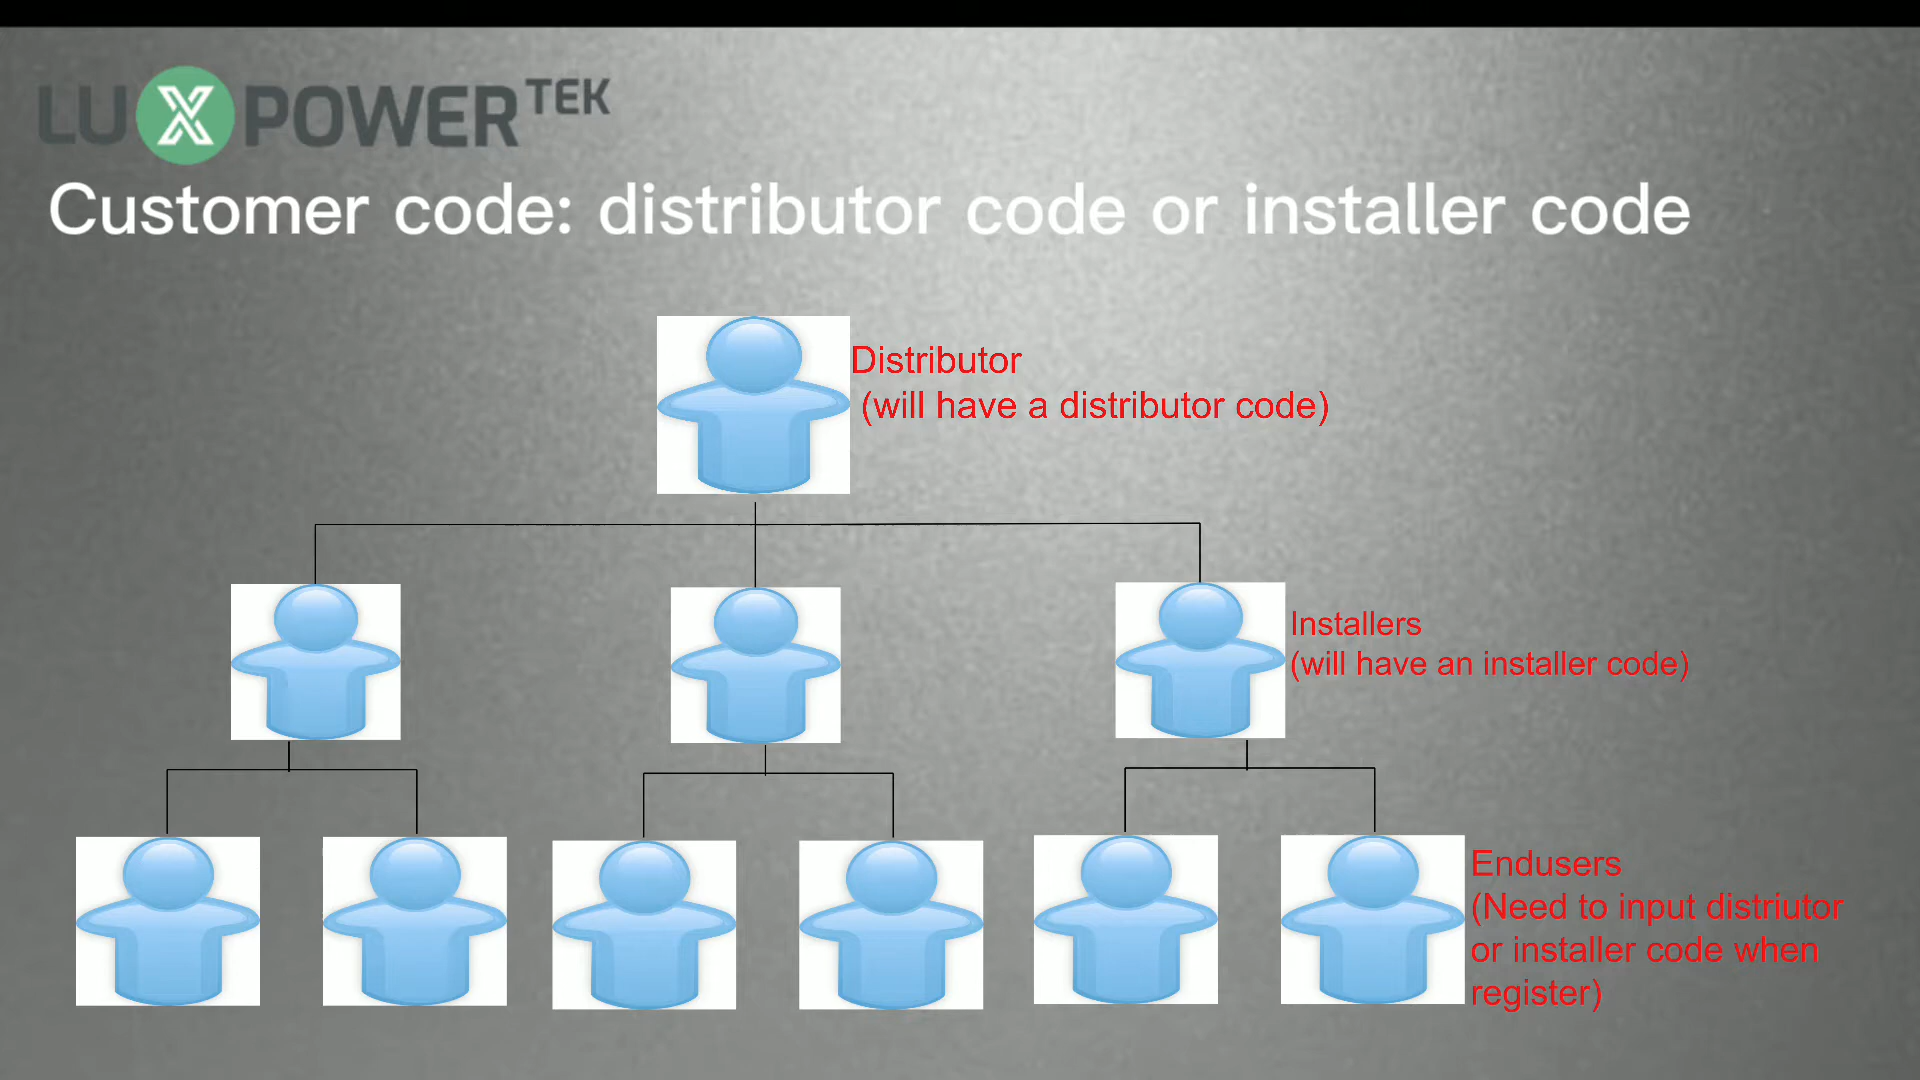 LUXPOWERTEK
Customer code: distributor code or installer code
Distributor
(will have a distributor code)
Installers
(will have an installer code)
Endusers
(Need to input distriutor
or installer code when
register)